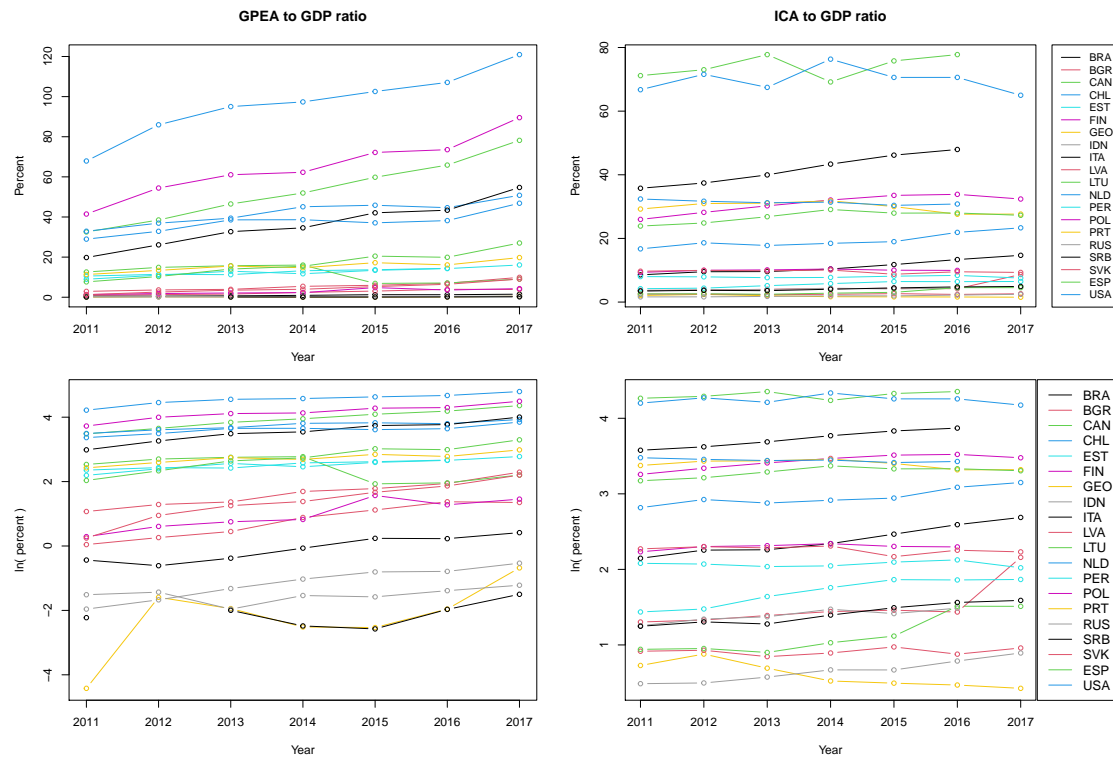 GPEA to GDP ratio
Percent
0 20 40 60 80 100 120
2011 2012 2013 2014 2015 2016 2017
Year
ICA to GDP ratio
Percent
0 20 40 60 80
2011 2012 2013 2014 2015 2016 2017
Year
BRA
BGR
CAN
CHL
EST
FIN
GEO
IDN
ITA
LVA
LTU
NLD
PER
POL
PRT
RUS
SRB
SVK
ESP
USA
ln( percent )
−4 −2 0 2 4
2011 2012 2013 2014 2015 2016 2017
Year
ln( percent )
1 2 3 4
2011 2012 2013 2014 2015 2016 2017
Year
BRA
BGR
CAN
CHL
EST
FIN
GEO
IDN
ITA
LVA
LTU
NLD
PER
POL
PRT
RUS
SRB
SVK
ESP
USA